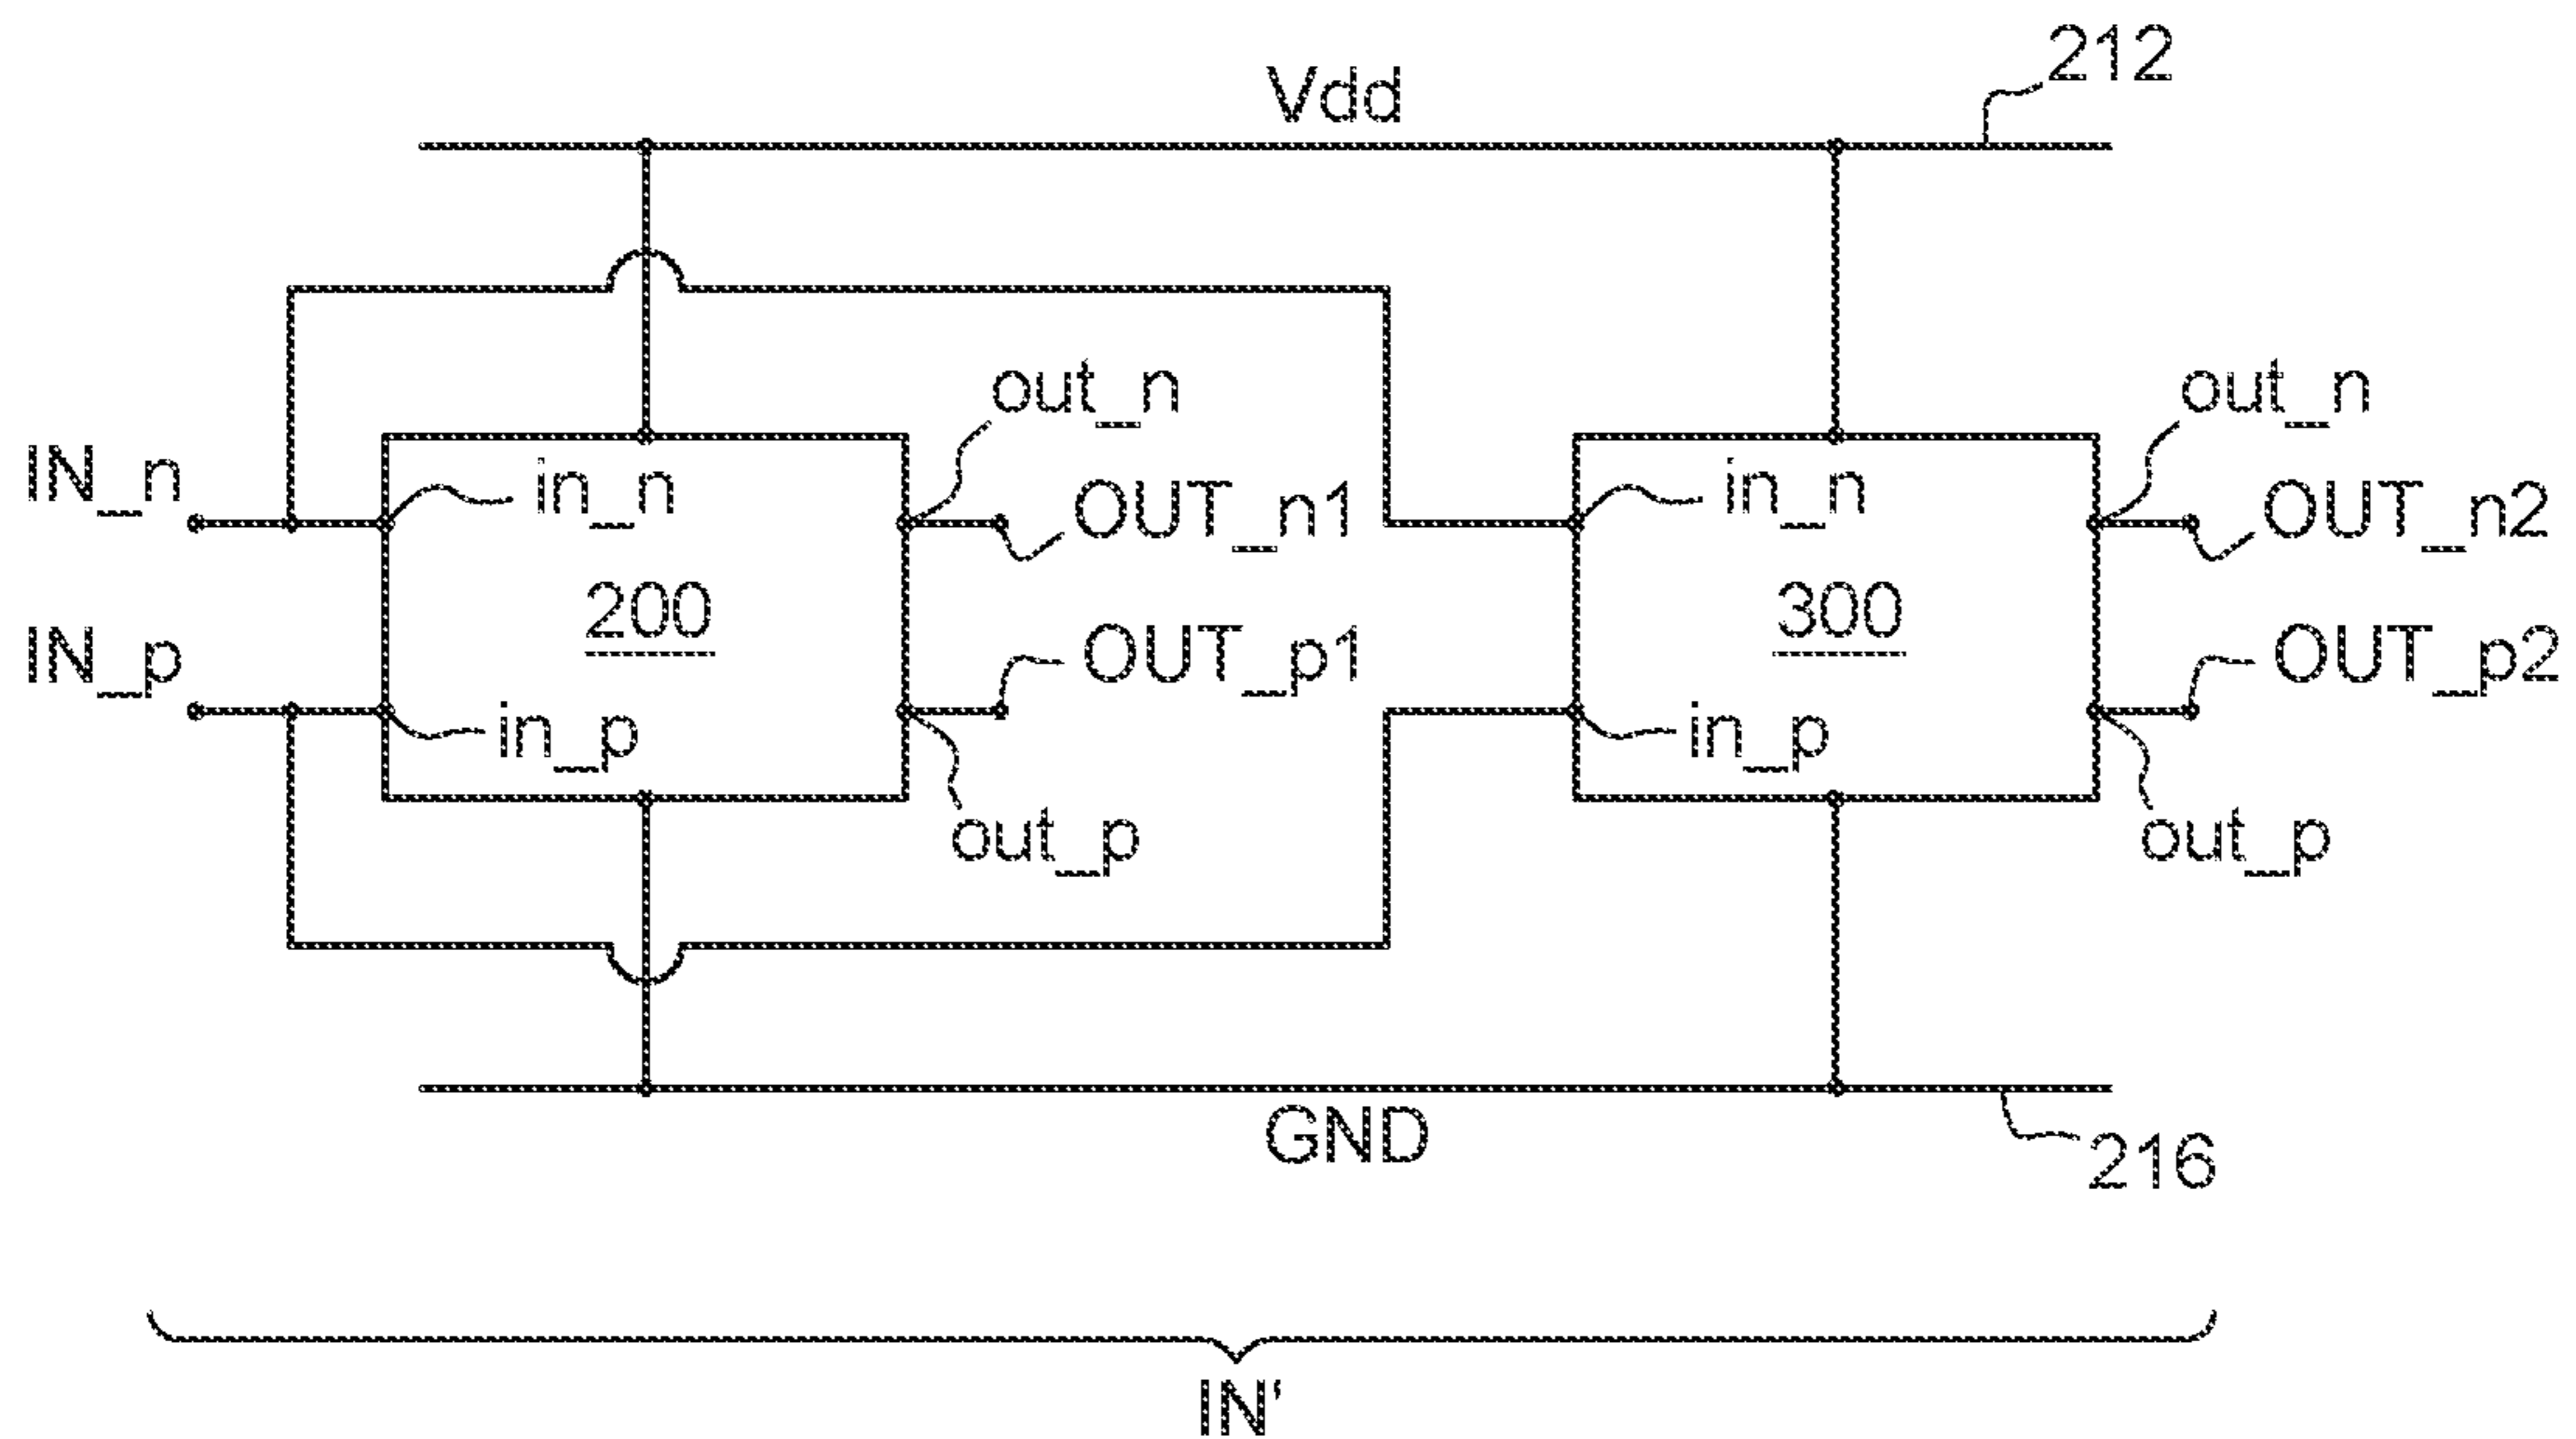 212
Vdd
out_n
out_n
IN_n
in_n
OUT_n1
in_n
OUT_n2
200
300
IN_p
OUT_p1
OUT_p2
in_p
in_p
out_p
out_p
GND
216
IN'